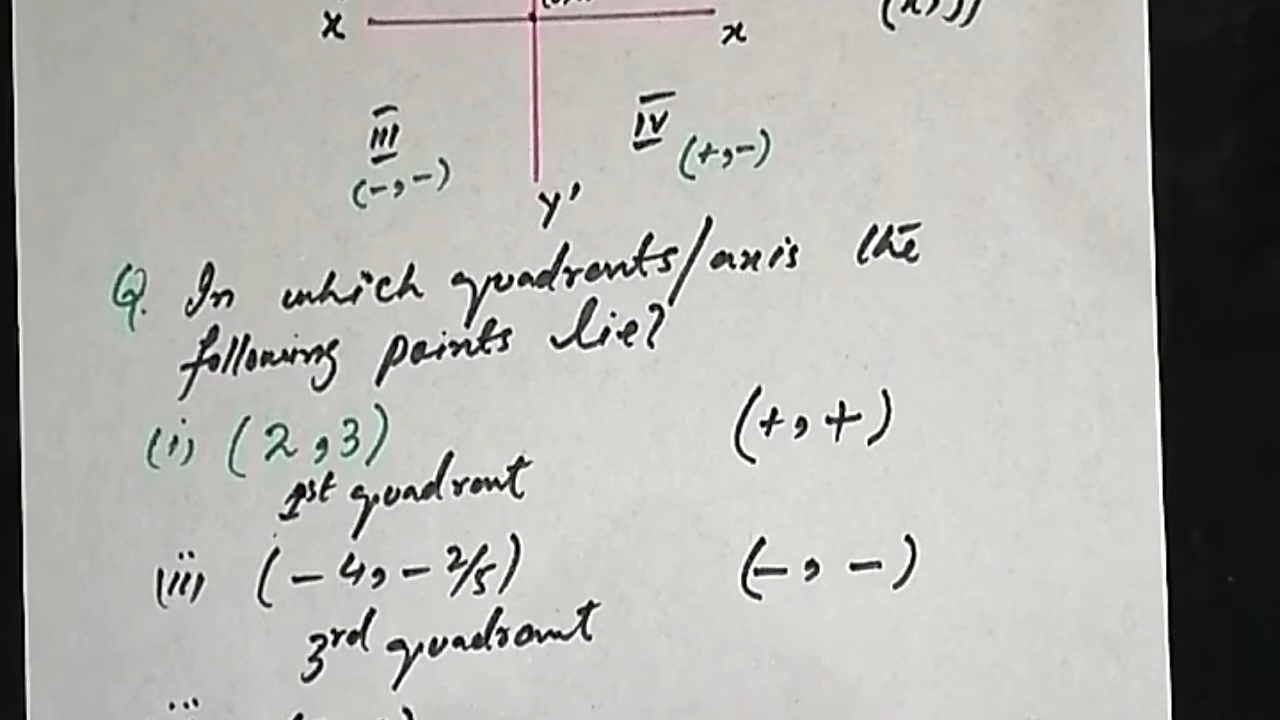 x x
III IV
(-,-) (+,-)
Y'
Q. In which quadrants/axis the
following points lie?
(i) (2,3) (+,+)
1st quadrant
(ii) (-4,-2/5) (-,-)
3rd quadrant